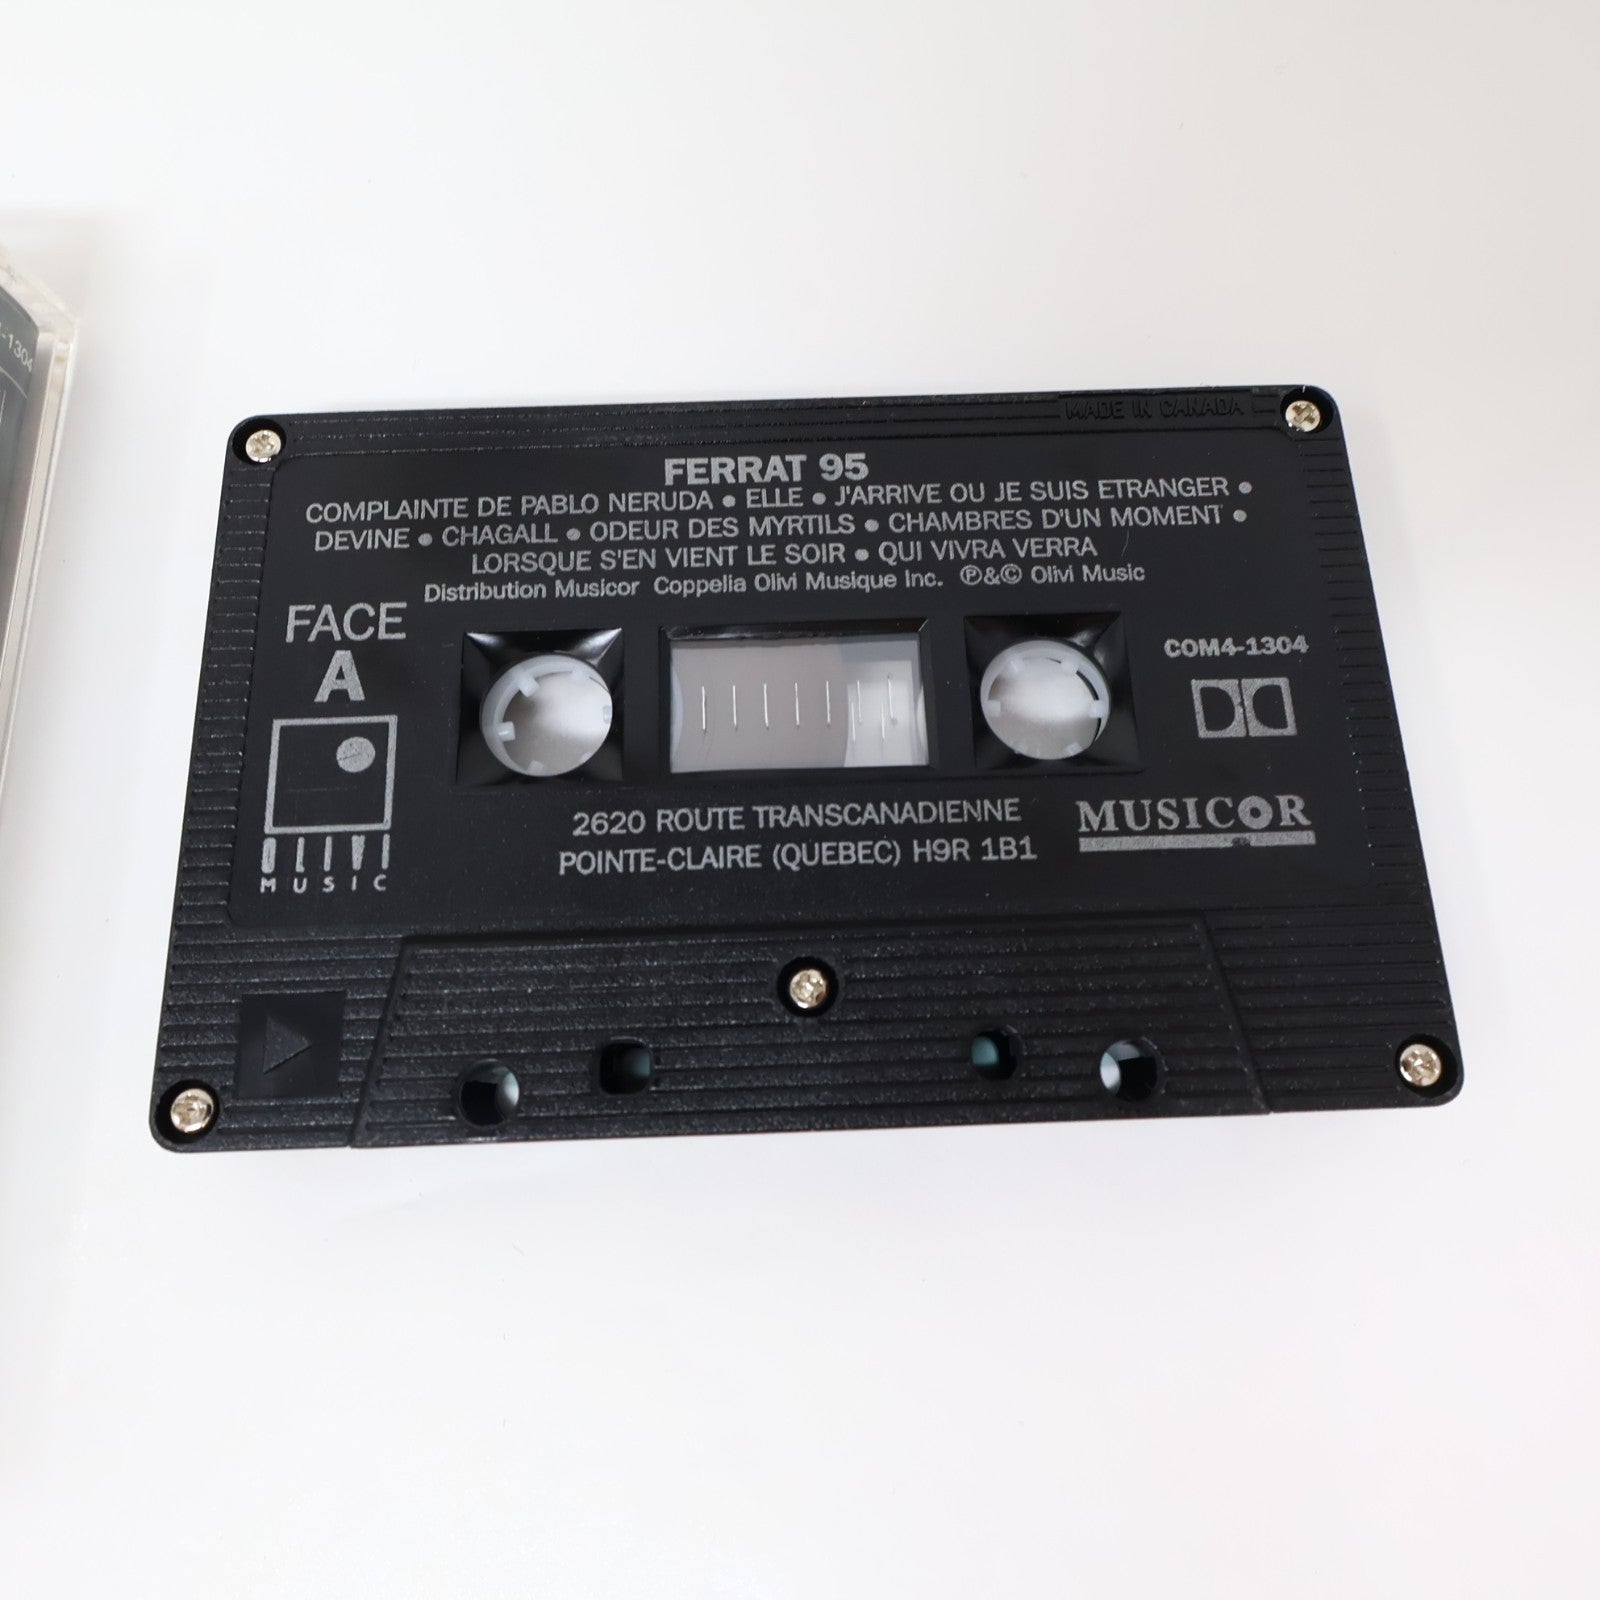 -1304
MADE IN CANADA
FERRAT 95
COMPLAINTE DE PABLO NERUDA • ELLE • J'ARRIVE OU JE SUIS ETRANGER •
DEVINE • CHAGALL • ODEUR DES MYRTILS • CHAMBRES D'UN MOMENT •
LORSQUE S'EN VIENT LE SOIR • QUI VIVRA VERRA
Distribution Musicor Coppelia Olivi Musique Inc. ℗&© Olivi Music
FACE
A
COM4-1304
OLIVI
MUSIC
2620 ROUTE TRANSCANADIENNE
POINTE-CLAIRE (QUEBEC) H9R 1B1
MUSICOR